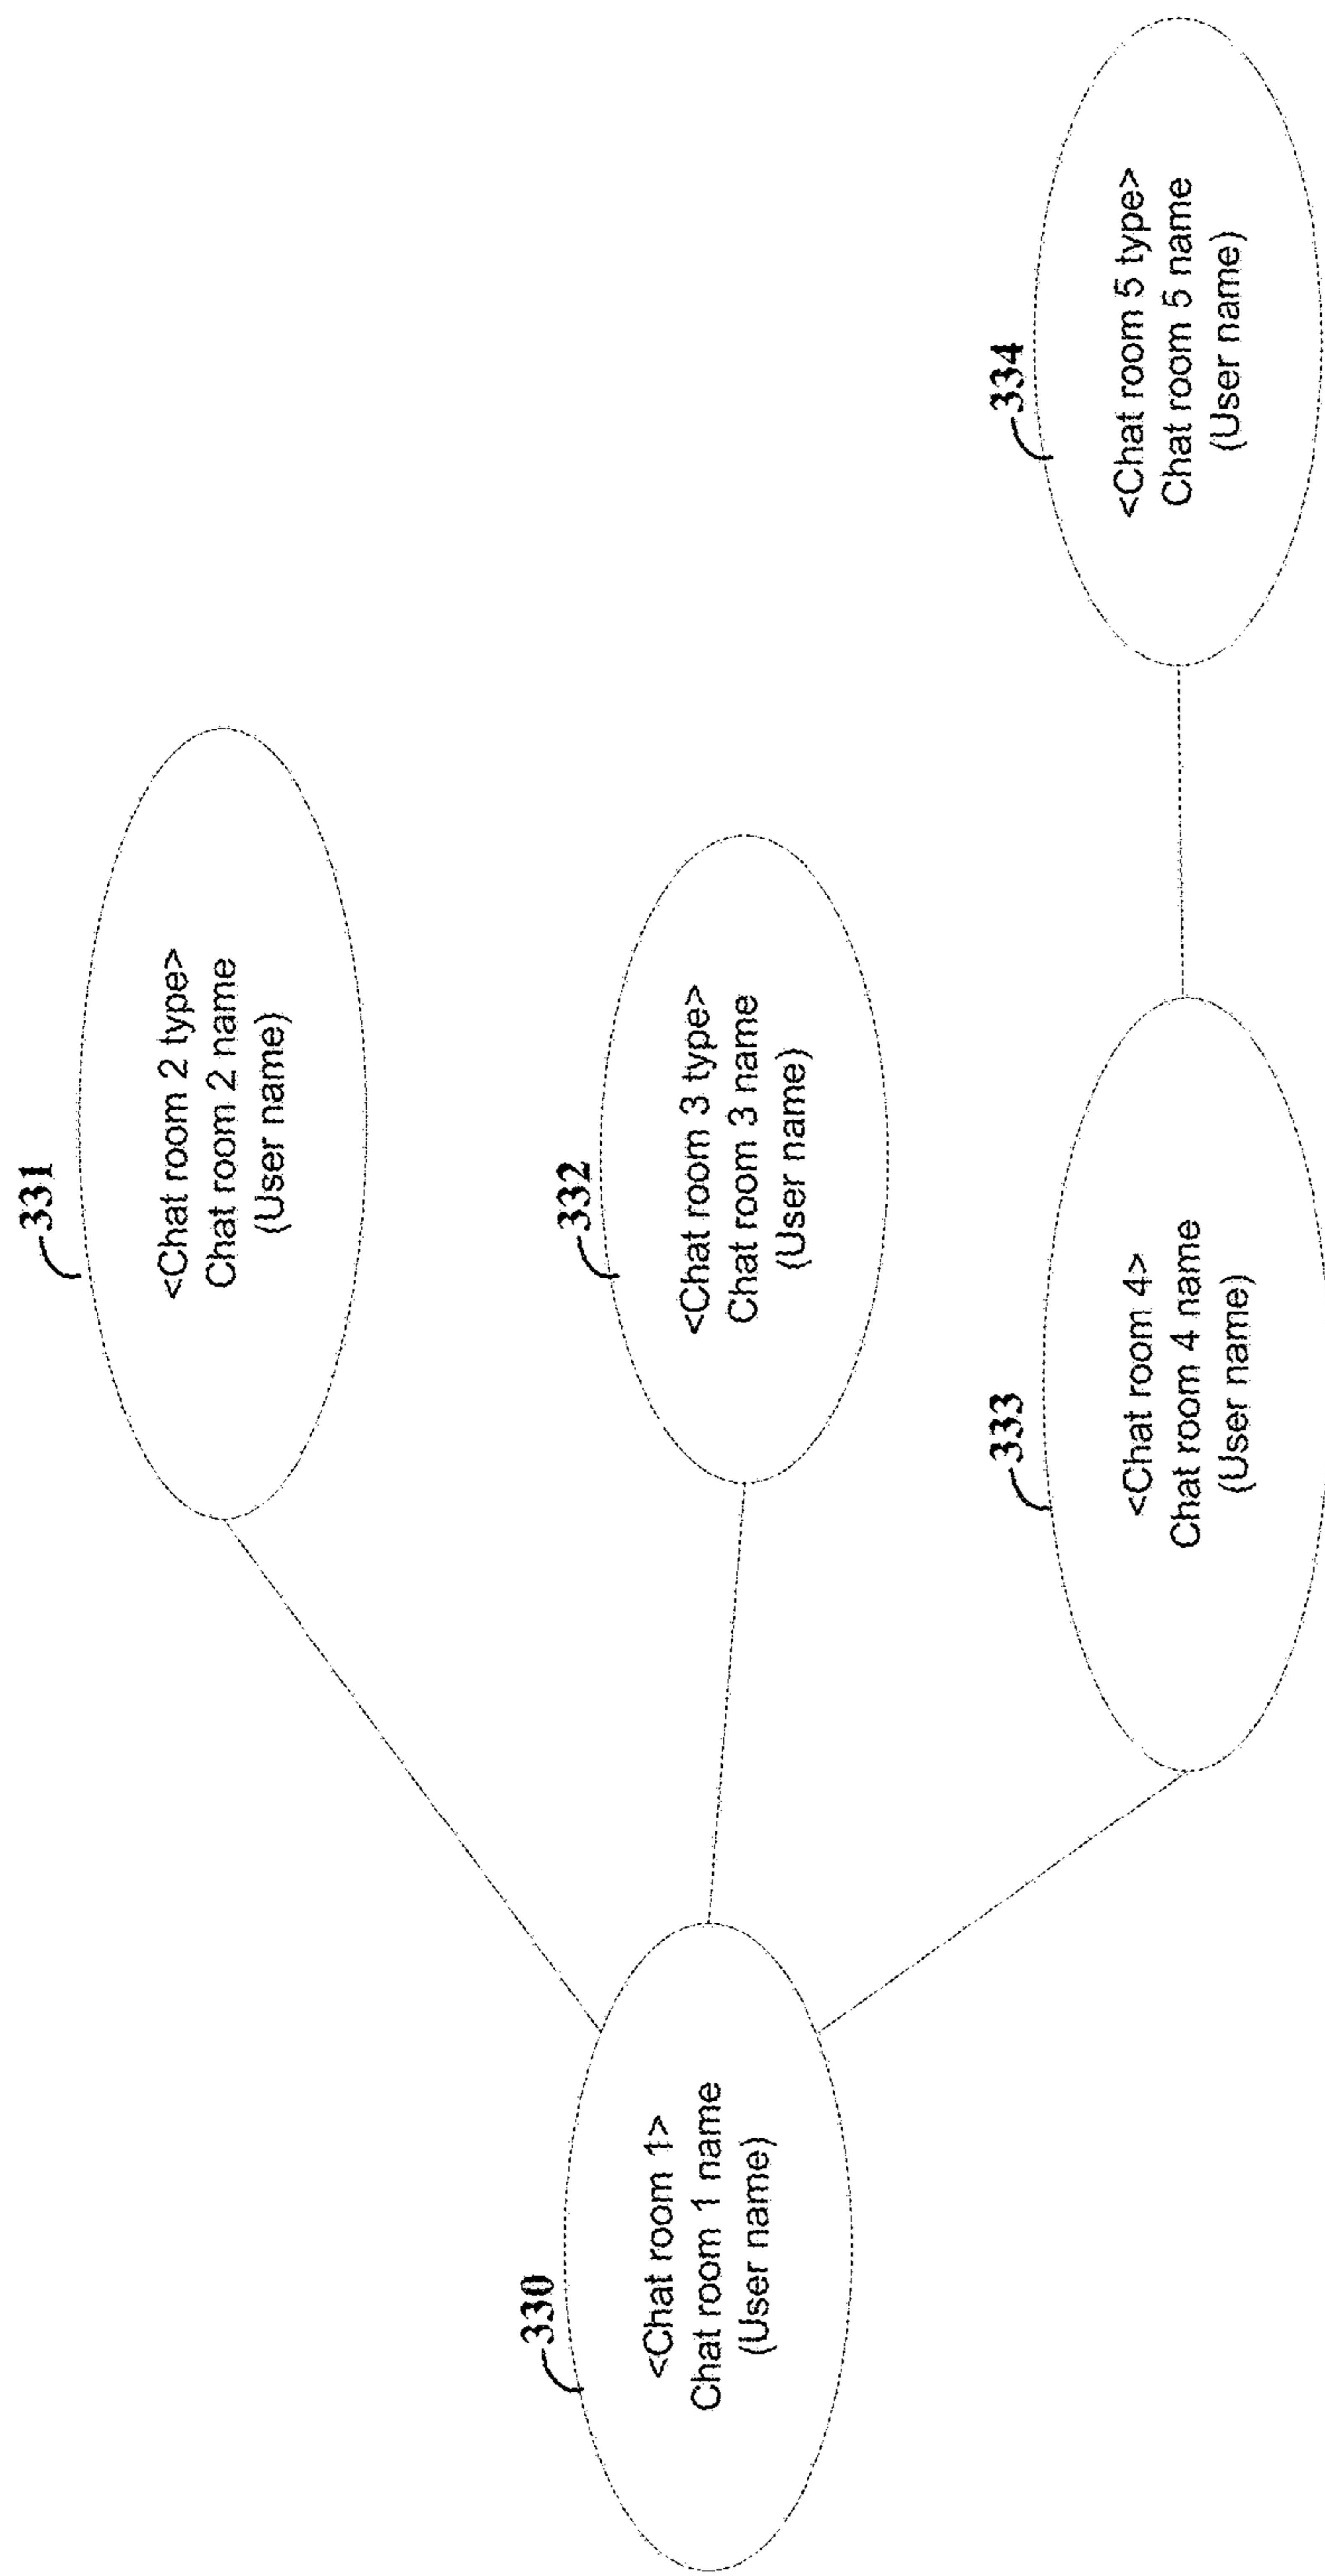 330
<Chat room 1>
Chat room 1 name
(User name)
331
<Chat room 2 type>
Chat room 2 name
(User name)
332
<Chat room 3 type>
Chat room 3 name
(User name)
333
<Chat room 4>
Chat room 4 name
(User name)
334
<Chat room 5 type>
Chat room 5 name
(User name)